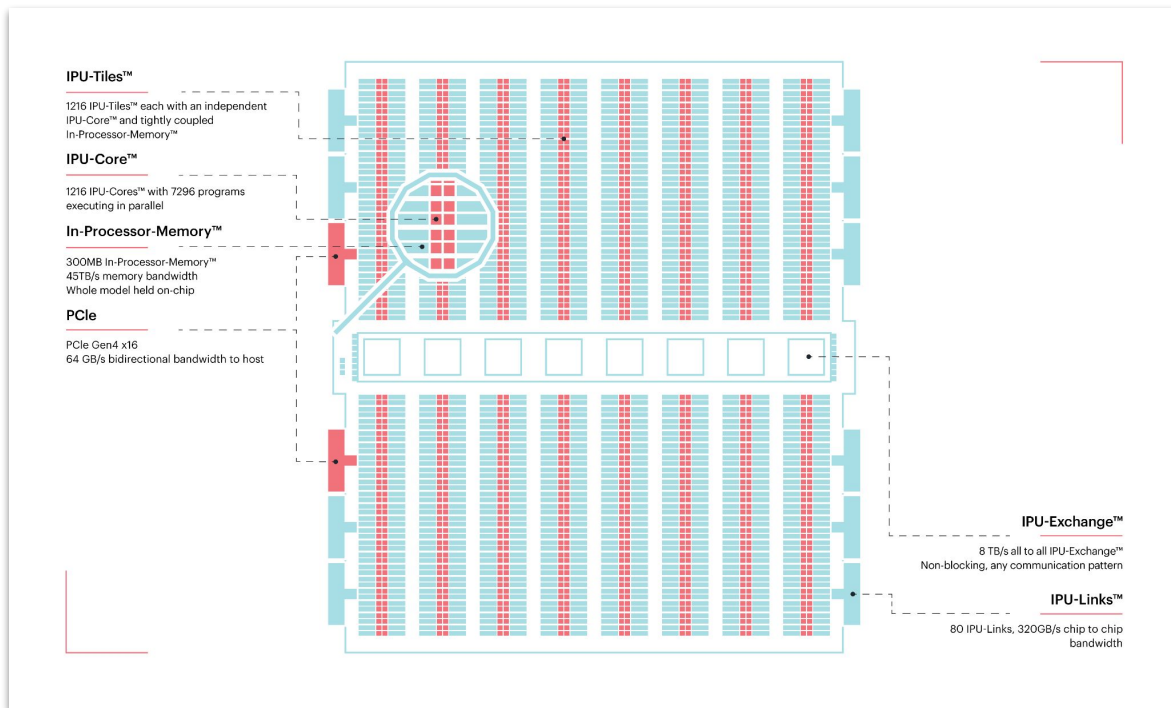 IPU-Tiles™
1216 IPU-Tiles™ each with an independent
IPU-Core™ and tightly coupled
In-Processor-Memory™
IPU-Core™
1216 IPU-Cores™ with 7296 programs
executing in parallel
In-Processor-Memory™
300MB In-Processor-Memory™
45TB/s memory bandwidth
Whole model held on-chip
PCIe
PCIe Gen4 x16
64 GB/s bidirectional bandwidth to host
IPU-Exchange™
8 TB/s all to all IPU-Exchange™
Non-blocking, any communication pattern
IPU-Links™
80 IPU-Links, 320GB/s chip to chip
bandwidth